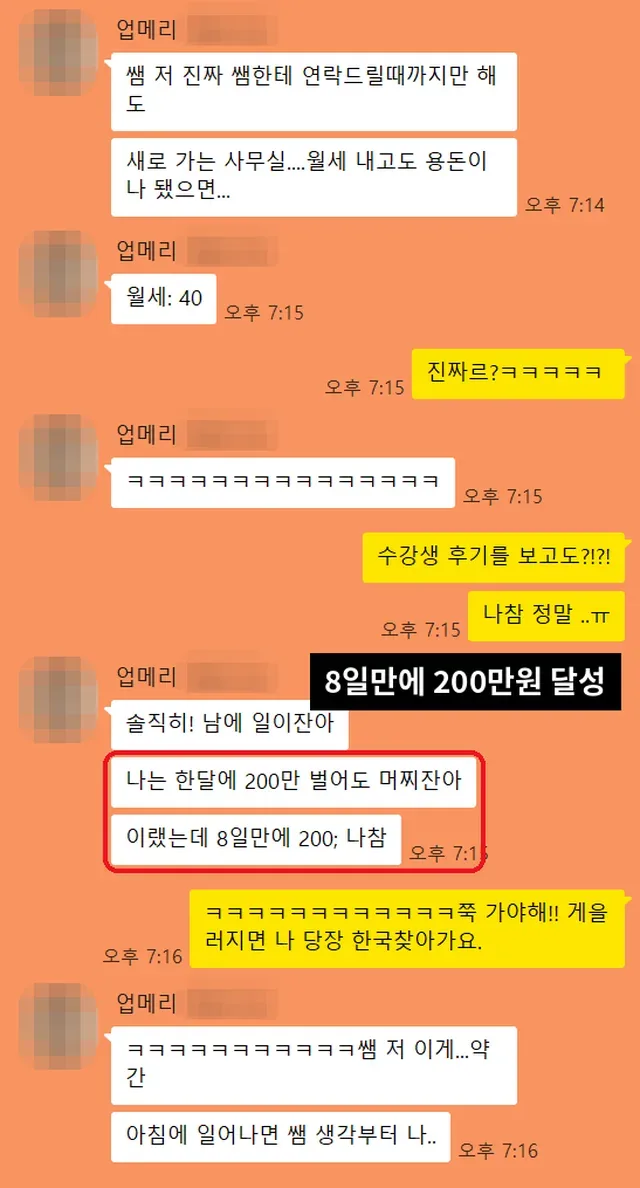 업메리
쌤 저 진짜 쌤한테 연락드릴때까지만 해
도
새로 가는 사무실....월세 내고도 용돈이
나 됐으면...
오후 7:14
업메리
월세: 40
오후 7:15
진짜르?ㅋㅋㅋㅋㅋ
오후 7:15
업메리
ㅋㅋㅋㅋㅋㅋㅋㅋㅋㅋㅋㅋㅋㅋㅋ
오후 7:15
수강생 후기를 보고도?!?!
나참 정말 ..ㅠ
오후 7:15
업메리
8일만에 200만원 달성
솔직히! 남에 일이잔아
나는 한달에 200만 벌어도 머찌잔아
이랬는데 8일만에 200; 나참
오후 7:15
ㅋㅋㅋㅋㅋㅋㅋㅋㅋㅋㅋㅋ쭉 가야해!! 게을
러지면 나 당장 한국찾아가요.
오후 7:16
업메리
ㅋㅋㅋㅋㅋㅋㅋㅋㅋㅋㅋ쌤 저 이게...약
간
아침에 일어나면 쌤 생각부터 나..
오후 7:16